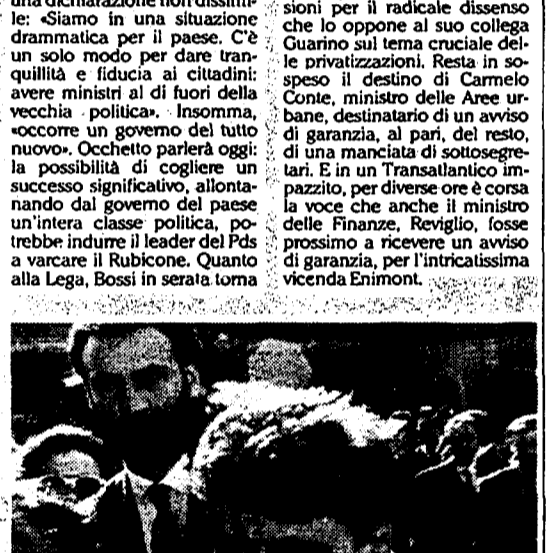 una dichiarazione non dissimi-
le: «Siamo in una situazione
drammatica per il paese. C'è
un solo modo per dare tran-
quillità e fiducia ai cittadini:
avere ministri al di fuori della
vecchia politica». Insomma,
«occorre un governo del tutto
nuovo». Occhetto parlerà oggi:
la possibilità di cogliere un
successo significativo, allonta-
nando dal governo del paese
un'intera classe politica, po-
trebbe indurre il leader del Pds
a varcare il Rubicone. Quanto
alla Lega, Bossi in serata torna
sioni per il radicale dissenso
che lo oppone al suo collega
Guarino sul tema cruciale del-
le privatizzazioni. Resta in so-
speso il destino di Carmelo
Conte, ministro delle Aree ur-
bane, destinatario di un avviso
di garanzia, al pari, del resto,
di una manciata di sottosegre-
tari. E in un Transatlantico im-
pazzito, per diverse ore è corsa
la voce che anche il ministro
delle Finanze, Reviglio, fosse
prossimo a ricevere un avviso
di garanzia, per l'intricatissima
vicenda Enimont.